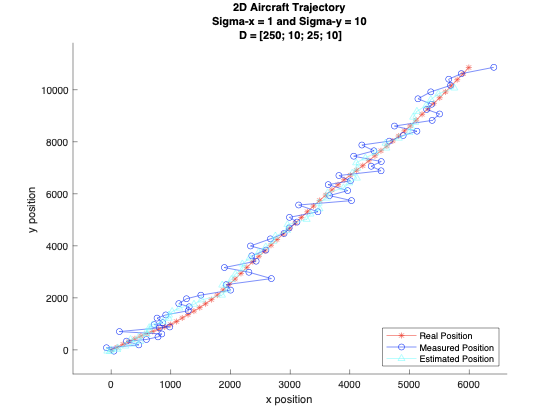 2D Aircraft Trajectory
Sigma-x = 1 and Sigma-y = 10
D = [250; 10; 25; 10]
y position
10000
8000
6000
4000
2000
0
0 1000 2000 3000 4000 5000 6000
x position
Real Position
Measured Position
Estimated Position